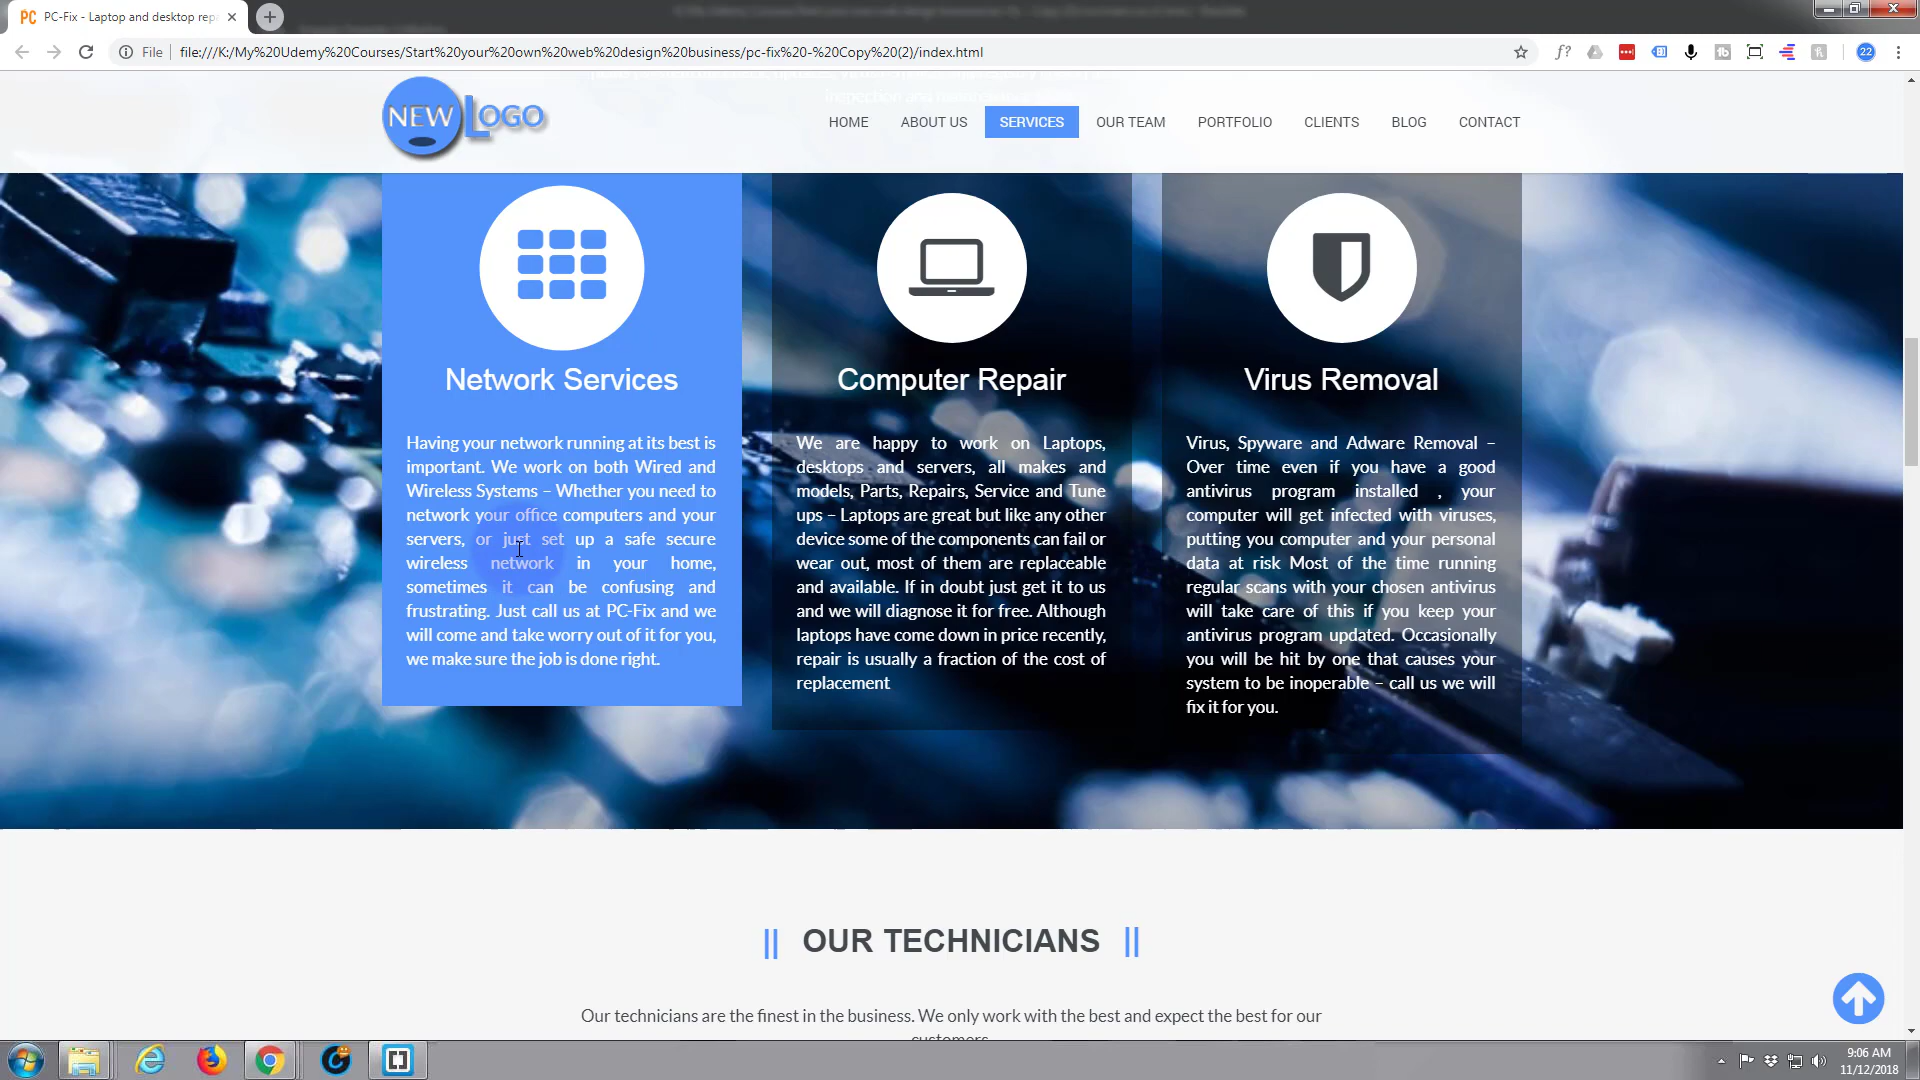 PC PC-Fix - Laptop and desktop repa
File file:///K:/My%20Udemy%20Courses/Start%20your%20own%20web%20design%20business/pc-fix%20-%20Copy%20(2)/index.html 22
inspection and
NEW LOGO
HOME ABOUT US SERVICES OUR TEAM PORTFOLIO CLIENTS BLOG CONTACT
Network Services
Having your network running at its best is
important. We work on both Wired and
Wireless Systems – Whether you need to
network your office computers and your
servers, or just set up a safe secure
wireless network in your home,
sometimes it can be confusing and
frustrating. Just call us at PC-Fix and we
will come and take worry out of it for you,
we make sure the job is done right.
Computer Repair
We are happy to work on Laptops,
desktops and servers, all makes and
models, Parts, Repairs, Service and Tune
ups – Laptops are great but like any other
device some of the components can fail or
wear out, most of them are replaceable
and available. If in doubt just get it to us
and we will diagnose it for free. Although
laptops have come down in price recently,
repair is usually a fraction of the cost of
replacement
Virus Removal
Virus, Spyware and Adware Removal –
Over time even if you have a good
antivirus program installed , your
computer will get infected with viruses,
putting you computer and your personal
data at risk Most of the time running
regular scans with your chosen antivirus
will take care of this if you keep your
antivirus program updated. Occasionally
you will be hit by one that causes your
system to be inoperable – call us we will
fix it for you.
|| OUR TECHNICIANS ||
Our technicians are the finest in the business. We only work with the best and expect the best for our
customers.
9:06 AM
11/12/2018